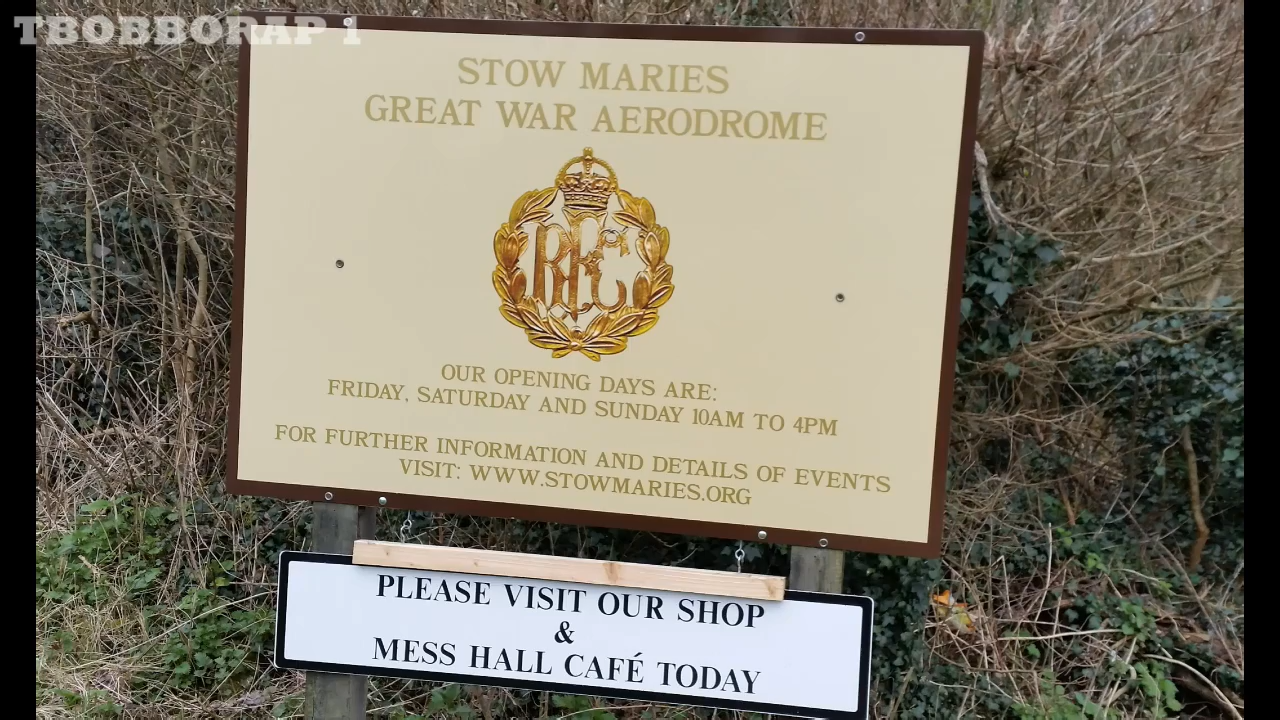 TBOBBORAP 1
STOW MARIES
GREAT WAR AERODROME
RFC
OUR OPENING DAYS ARE:
FRIDAY, SATURDAY AND SUNDAY 10AM TO 4PM
FOR FURTHER INFORMATION AND DETAILS OF EVENTS
VISIT: WWW.STOWMARIES.ORG
PLEASE VISIT OUR SHOP
&
MESS HALL CAFÉ TODAY